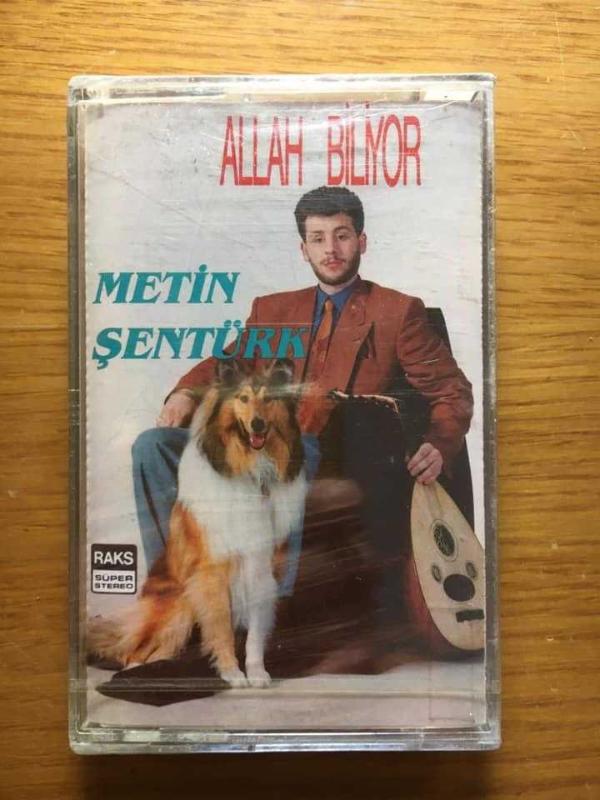 ALLAH BİLİYOR
METİN
ŞENTÜRK
RAKS
SÜPER
STEREO